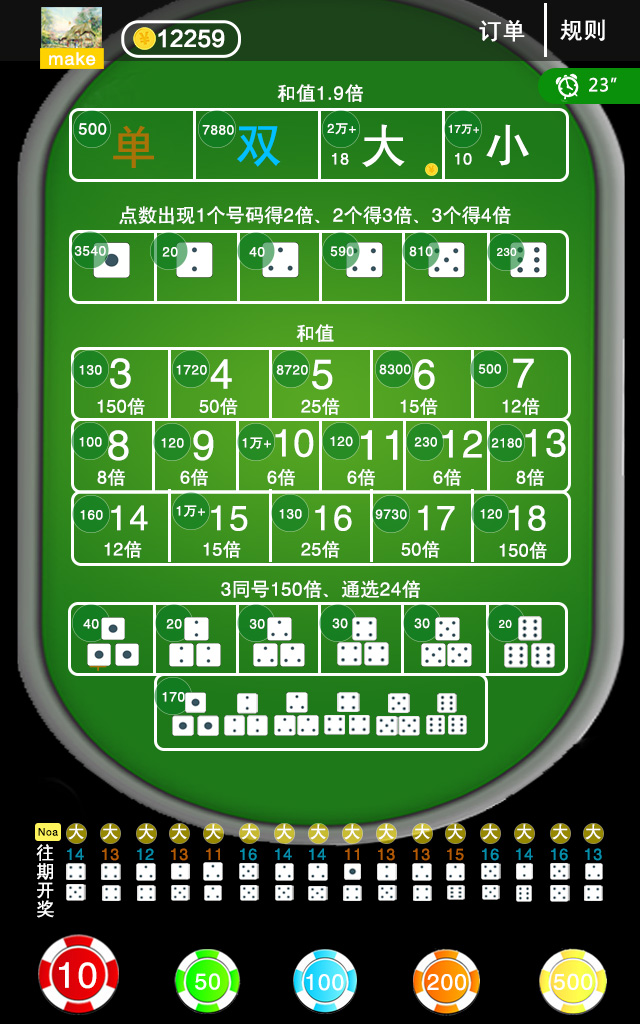 make
12259
订单
规则
23"
和值1.9倍
500 单
7880 双
2万+ 18 大
17万+ 10 小
点数出现1个号码得2倍、2个得3倍、3个得4倍
3540 20 40 590 810 230
和值
130 3 1720 4 8720 5 8300 6 500 7
150倍 50倍 25倍 15倍 12倍
100 8 120 9 1万+ 10 120 11 230 12 2180 13
8倍 6倍 6倍 6倍 6倍 8倍
160 14 1万+ 15 130 16 9730 17 120 18
12倍 15倍 25倍 50倍 150倍
3同号150倍、通选24倍
40 20 30 30 30 20
170
Noa 大 大 大 大 大 大 大 大 大 大 大 大 大 大 大 大
往期开奖
14 13 12 13 11 16 14 14 11 13 13 15 16 14 16 13
10 50 100 200 500